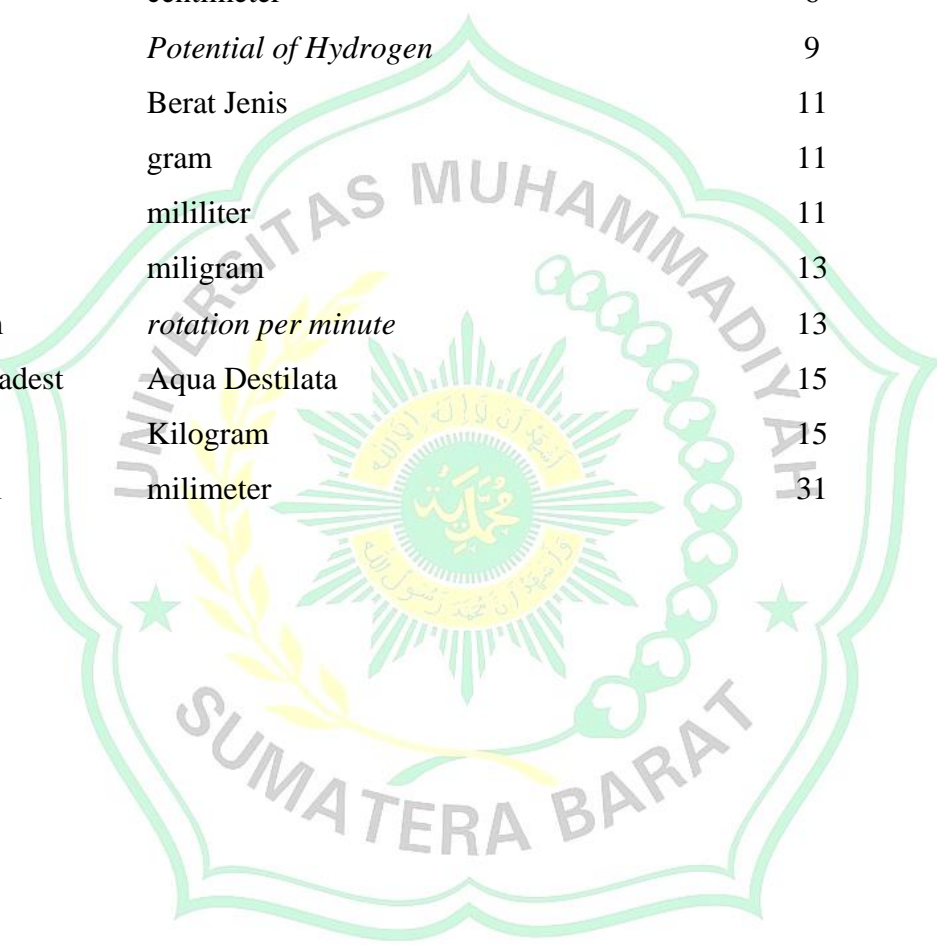 Potential of Hydrogen 9
Berat Jenis 11
gram 11
mililiter 11
miligram 13
rotation per minute 13
Aqua Destilata 15
Kilogram 15
milimeter 31
UNIVERSITAS MUHAMMADIYAH
محمدية
SUMATERA BARAT